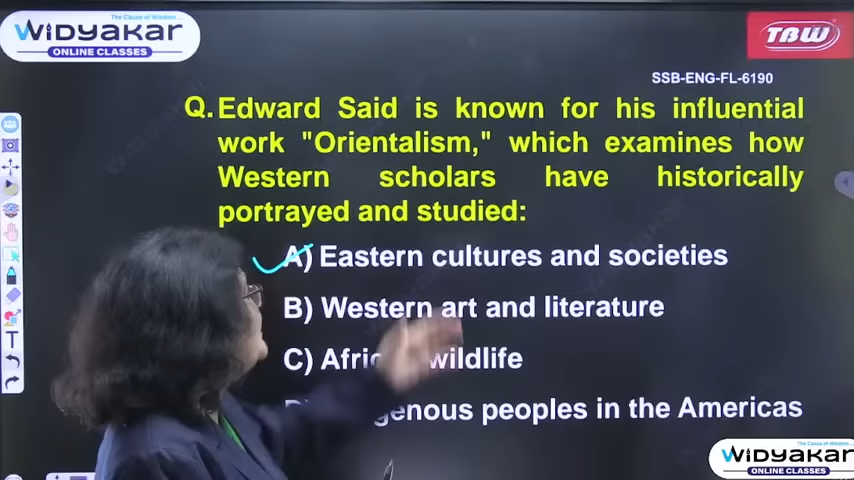 The Cause of Wisdom ...
WIDYAKAR
ONLINE CLASSES
TBW
SSB-ENG-FL-6190
Q. Edward Said is known for his influential
work "Orientalism," which examines how
Western scholars have historically
portrayed and studied:
A) Eastern cultures and societies
B) Western art and literature
C) wildlife
peoples in the Americas
The Cause of Wisdom ...
WIDYAKAR
ONLINE CLASSES